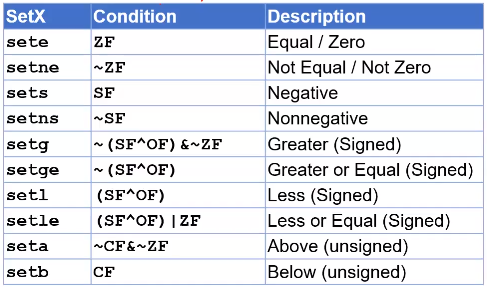 SetX Condition Description
sete ZF Equal / Zero
setne ~ZF Not Equal / Not Zero
sets SF Negative
setns ~SF Nonnegative
setg ~(SF^OF)&~ZF Greater (Signed)
setge ~(SF^OF) Greater or Equal (Signed)
setl (SF^OF) Less (Signed)
setle (SF^OF)|ZF Less or Equal (Signed)
seta ~CF&~ZF Above (unsigned)
setb CF Below (unsigned)